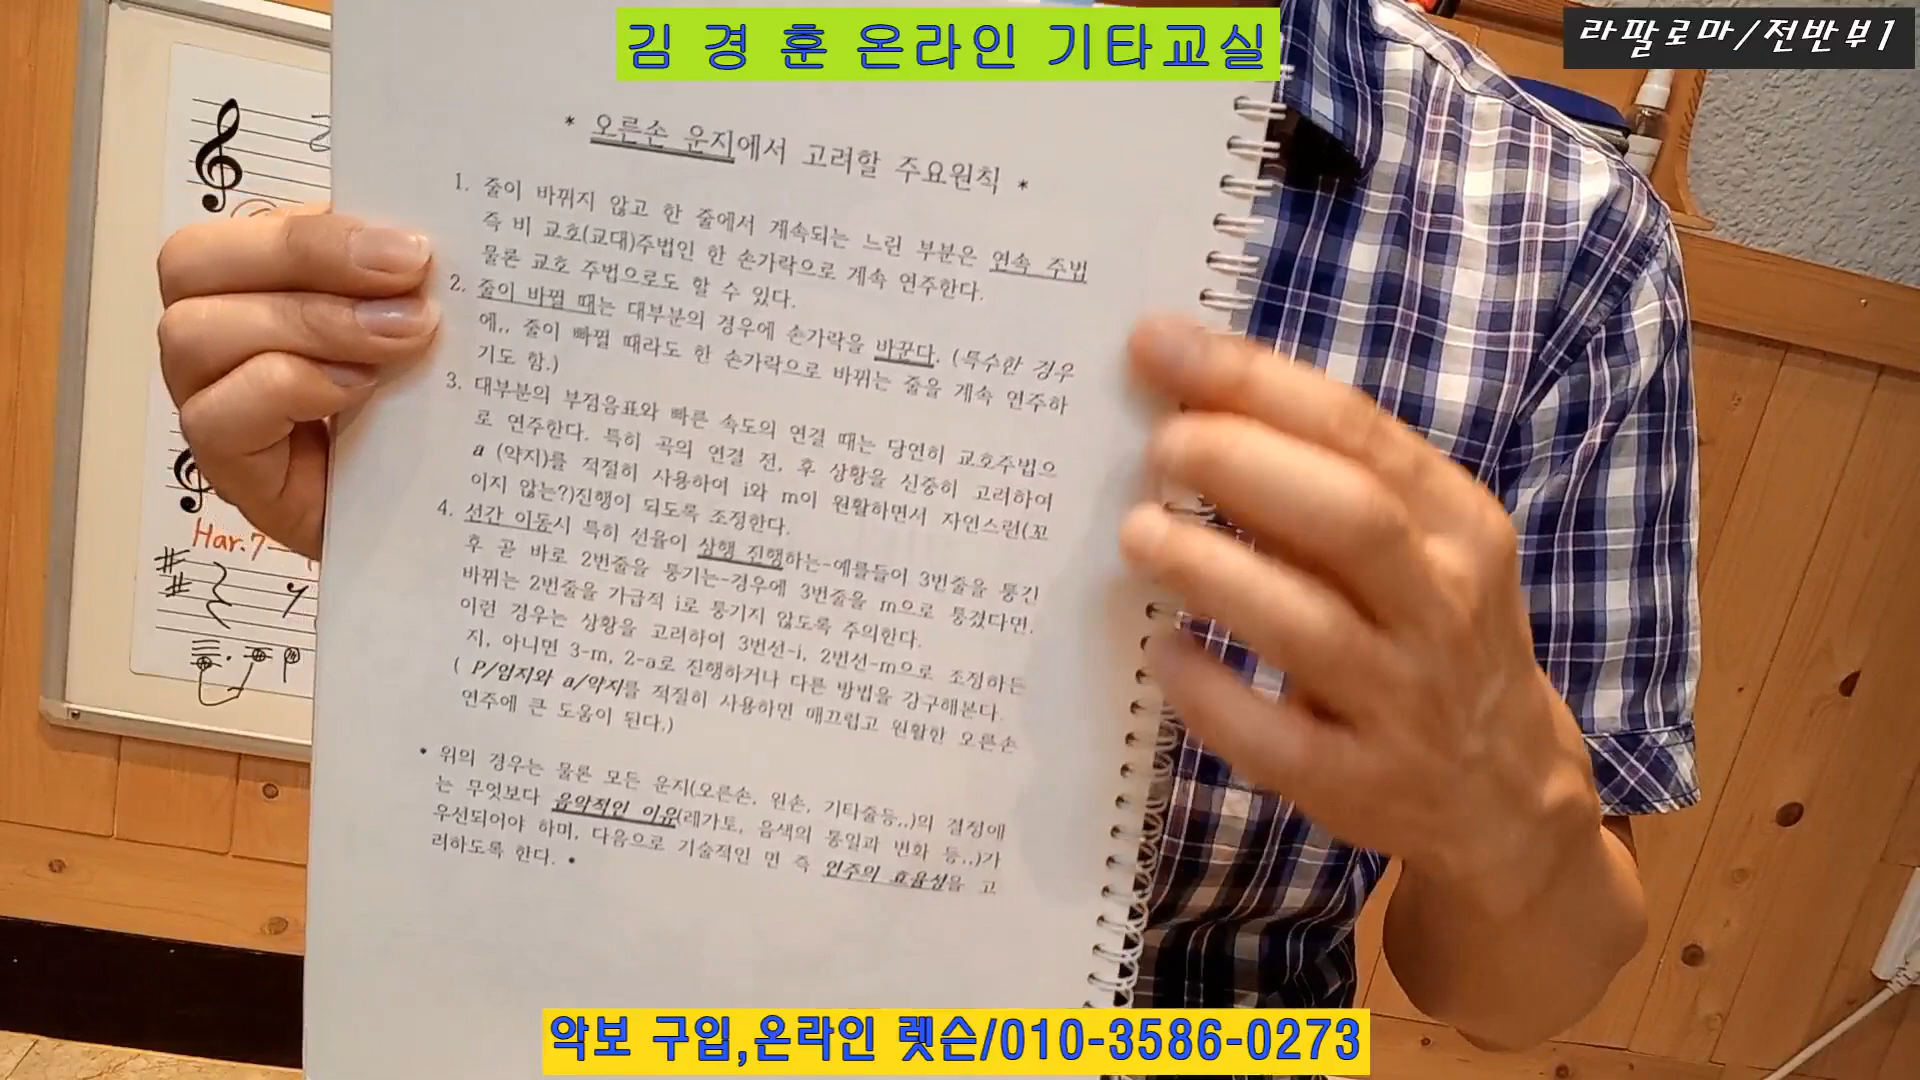 김 경 훈 온라인 기타교실
라팔로마/전반부1
* 오른손 운지에서 고려할 주요원칙 *
1. 줄이 바뀌지 않고 한 줄에서 계속되는 느린 부분은 연속 주법
즉 비 교호(교대)주법인 한 손가락으로 계속 연주한다.
물론 교호 주법으로도 할 수 있다.
2. 줄이 바뀔 때는 대부분의 경우에 손가락을 바꾼다. (특수한 경우
에,, 줄이 빠뀔 때라도 한 손가락으로 바뀌는 줄을 계속 연주하
기도 함.)
3. 대부분의 부점음표와 빠른 속도의 연결 때는 당연히 교호주법으
로 연주한다. 특히 곡의 연결 전, 후 상황을 신중히 고려하여
a (약지)를 적절히 사용하여 i와 m이 원활하면서 자연스런(꼬
이지 않는?)진행이 되도록 조정한다.
4. 선간 이동시 특히 선율이 상행 진행하는-예를들이 3번줄을 퉁긴
후 곧 바로 2번줄을 퉁기는-경우에 3번줄을 m으로 퉁겼다면,
바뀌는 2번줄을 가급적 i로 퉁기지 않도록 주의한다.
이런 경우는 상황을 고려하여 3번선-i, 2번선-m으로 조정하든
지, 아니면 3-m, 2-a로 진행하거나 다른 방법을 강구해본다.
( P/엄지와 a/약지를 적절히 사용하면 매끄럽고 원활한 오른손
연주에 큰 도움이 된다.)
• 위의 경우는 물론 모든 운지(오른손, 왼손, 기타줄등,,)의 결정에
는 무엇보다 음악적인 이유(레가토, 음색의 통일과 변화 등,,)가
우선되어야 하며, 다음으로 기술적인 면 즉 연주의 효율성을 고
려하도록 한다. •
Har.7
악보 구입,온라인 렛슨/010-3586-0273